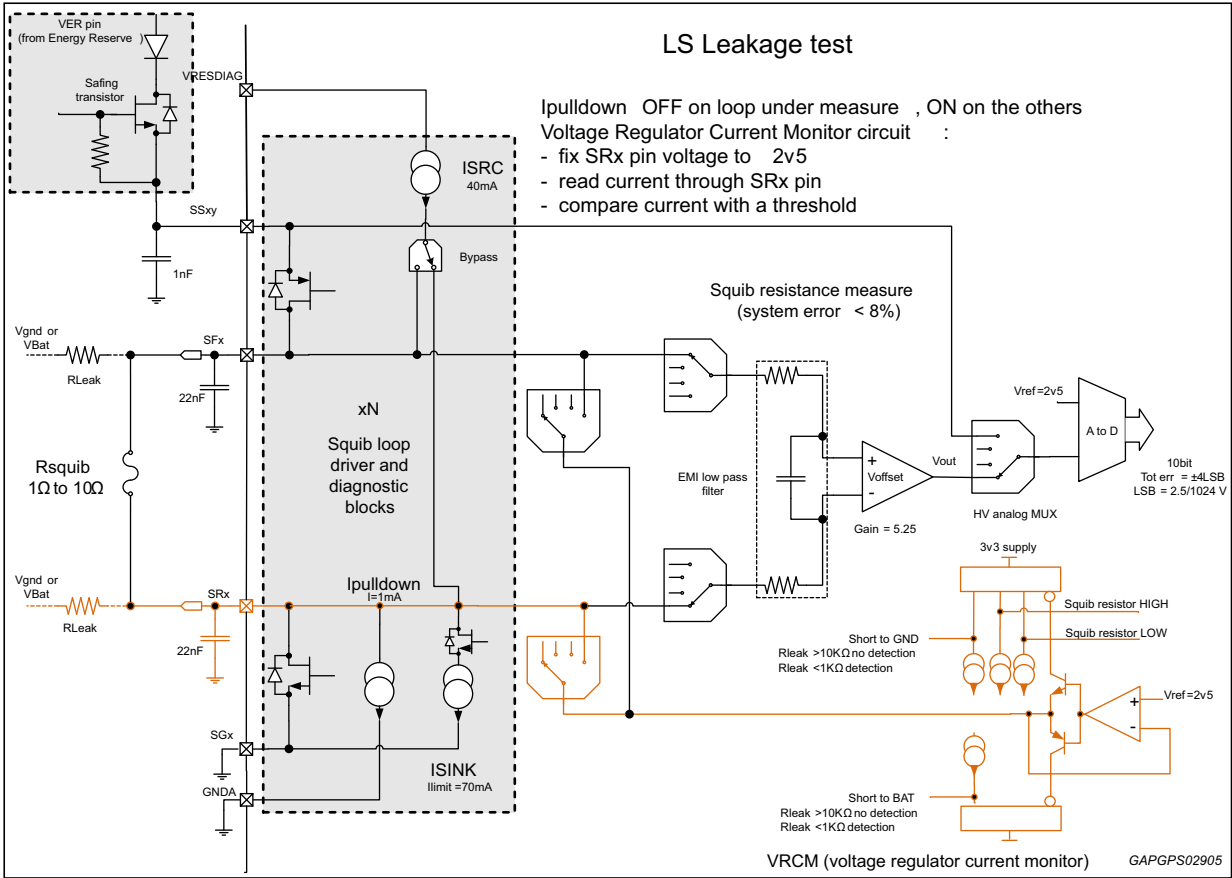 VER pin
(from Energy Reserve )
Safing
transistor
VRESDIAG
LS Leakage test
Ipulldown OFF on loop under measure , ON on the others
Voltage Regulator Current Monitor circuit :
- fix SRx pin voltage to 2v5
- read current through SRx pin
- compare current with a threshold
ISRC
40mA
SSxy
1nF
Bypass
Squib resistance measure
(system error < 8%)
Vgnd or
VBat
RLeak
SFx
22nF
xN
Squib loop
driver and
diagnostic
blocks
Rsquib
1Ω to 10Ω
EMI low pass
filter
+
Voffset
-
Vout
Gain = 5.25
HV analog MUX
Vref=2v5
A to D
10bit
Tot err = ±4LSB
LSB = 2.5/1024 V
Vgnd or
VBat
RLeak
SRx
22nF
Ipulldown
I=1mA
3v3 supply
Squib resistor HIGH
Squib resistor LOW
Short to GND
Rleak >10KΩ no detection
Rleak <1KΩ detection
Vref=2v5
+
-
SGx
GNDA
ISINK
Ilimit =70mA
Short to BAT
Rleak >10KΩ no detection
Rleak <1KΩ detection
VRCM (voltage regulator current monitor)
GAPGPS02905